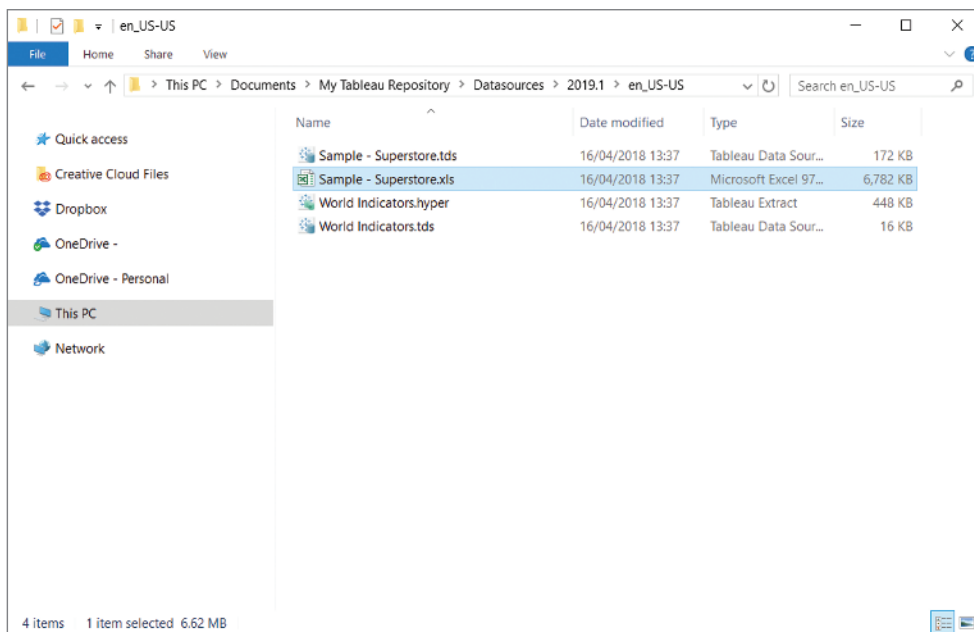 en_US-US
File Home Share View
This PC > Documents > My Tableau Repository > Datasources > 2019.1 > en_US-US Search en_US-US
Name Date modified Type Size
Quick access
Creative Cloud Files
Dropbox
OneDrive -
OneDrive - Personal
This PC
Network
Sample - Superstore.tds 16/04/2018 13:37 Tableau Data Sour... 172 KB
Sample - Superstore.xls 16/04/2018 13:37 Microsoft Excel 97... 6,782 KB
World Indicators.hyper 16/04/2018 13:37 Tableau Extract 448 KB
World Indicators.tds 16/04/2018 13:37 Tableau Data Sour... 16 KB
4 items 1 item selected 6.62 MB